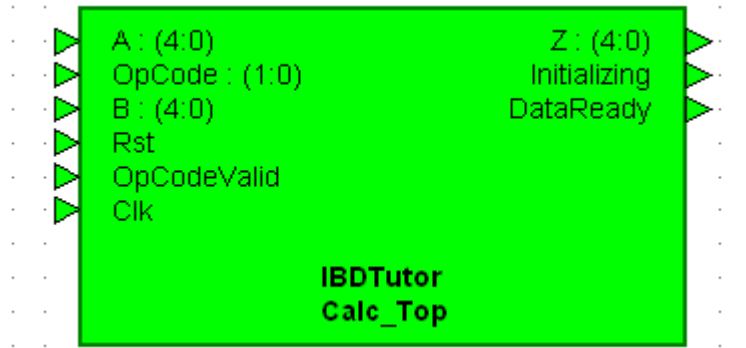 A : (4:0) Z : (4:0)
OpCode : (1:0) Initializing
B : (4:0) DataReady
Rst
OpCodeValid
Clk
IBDTutor
Calc_Top